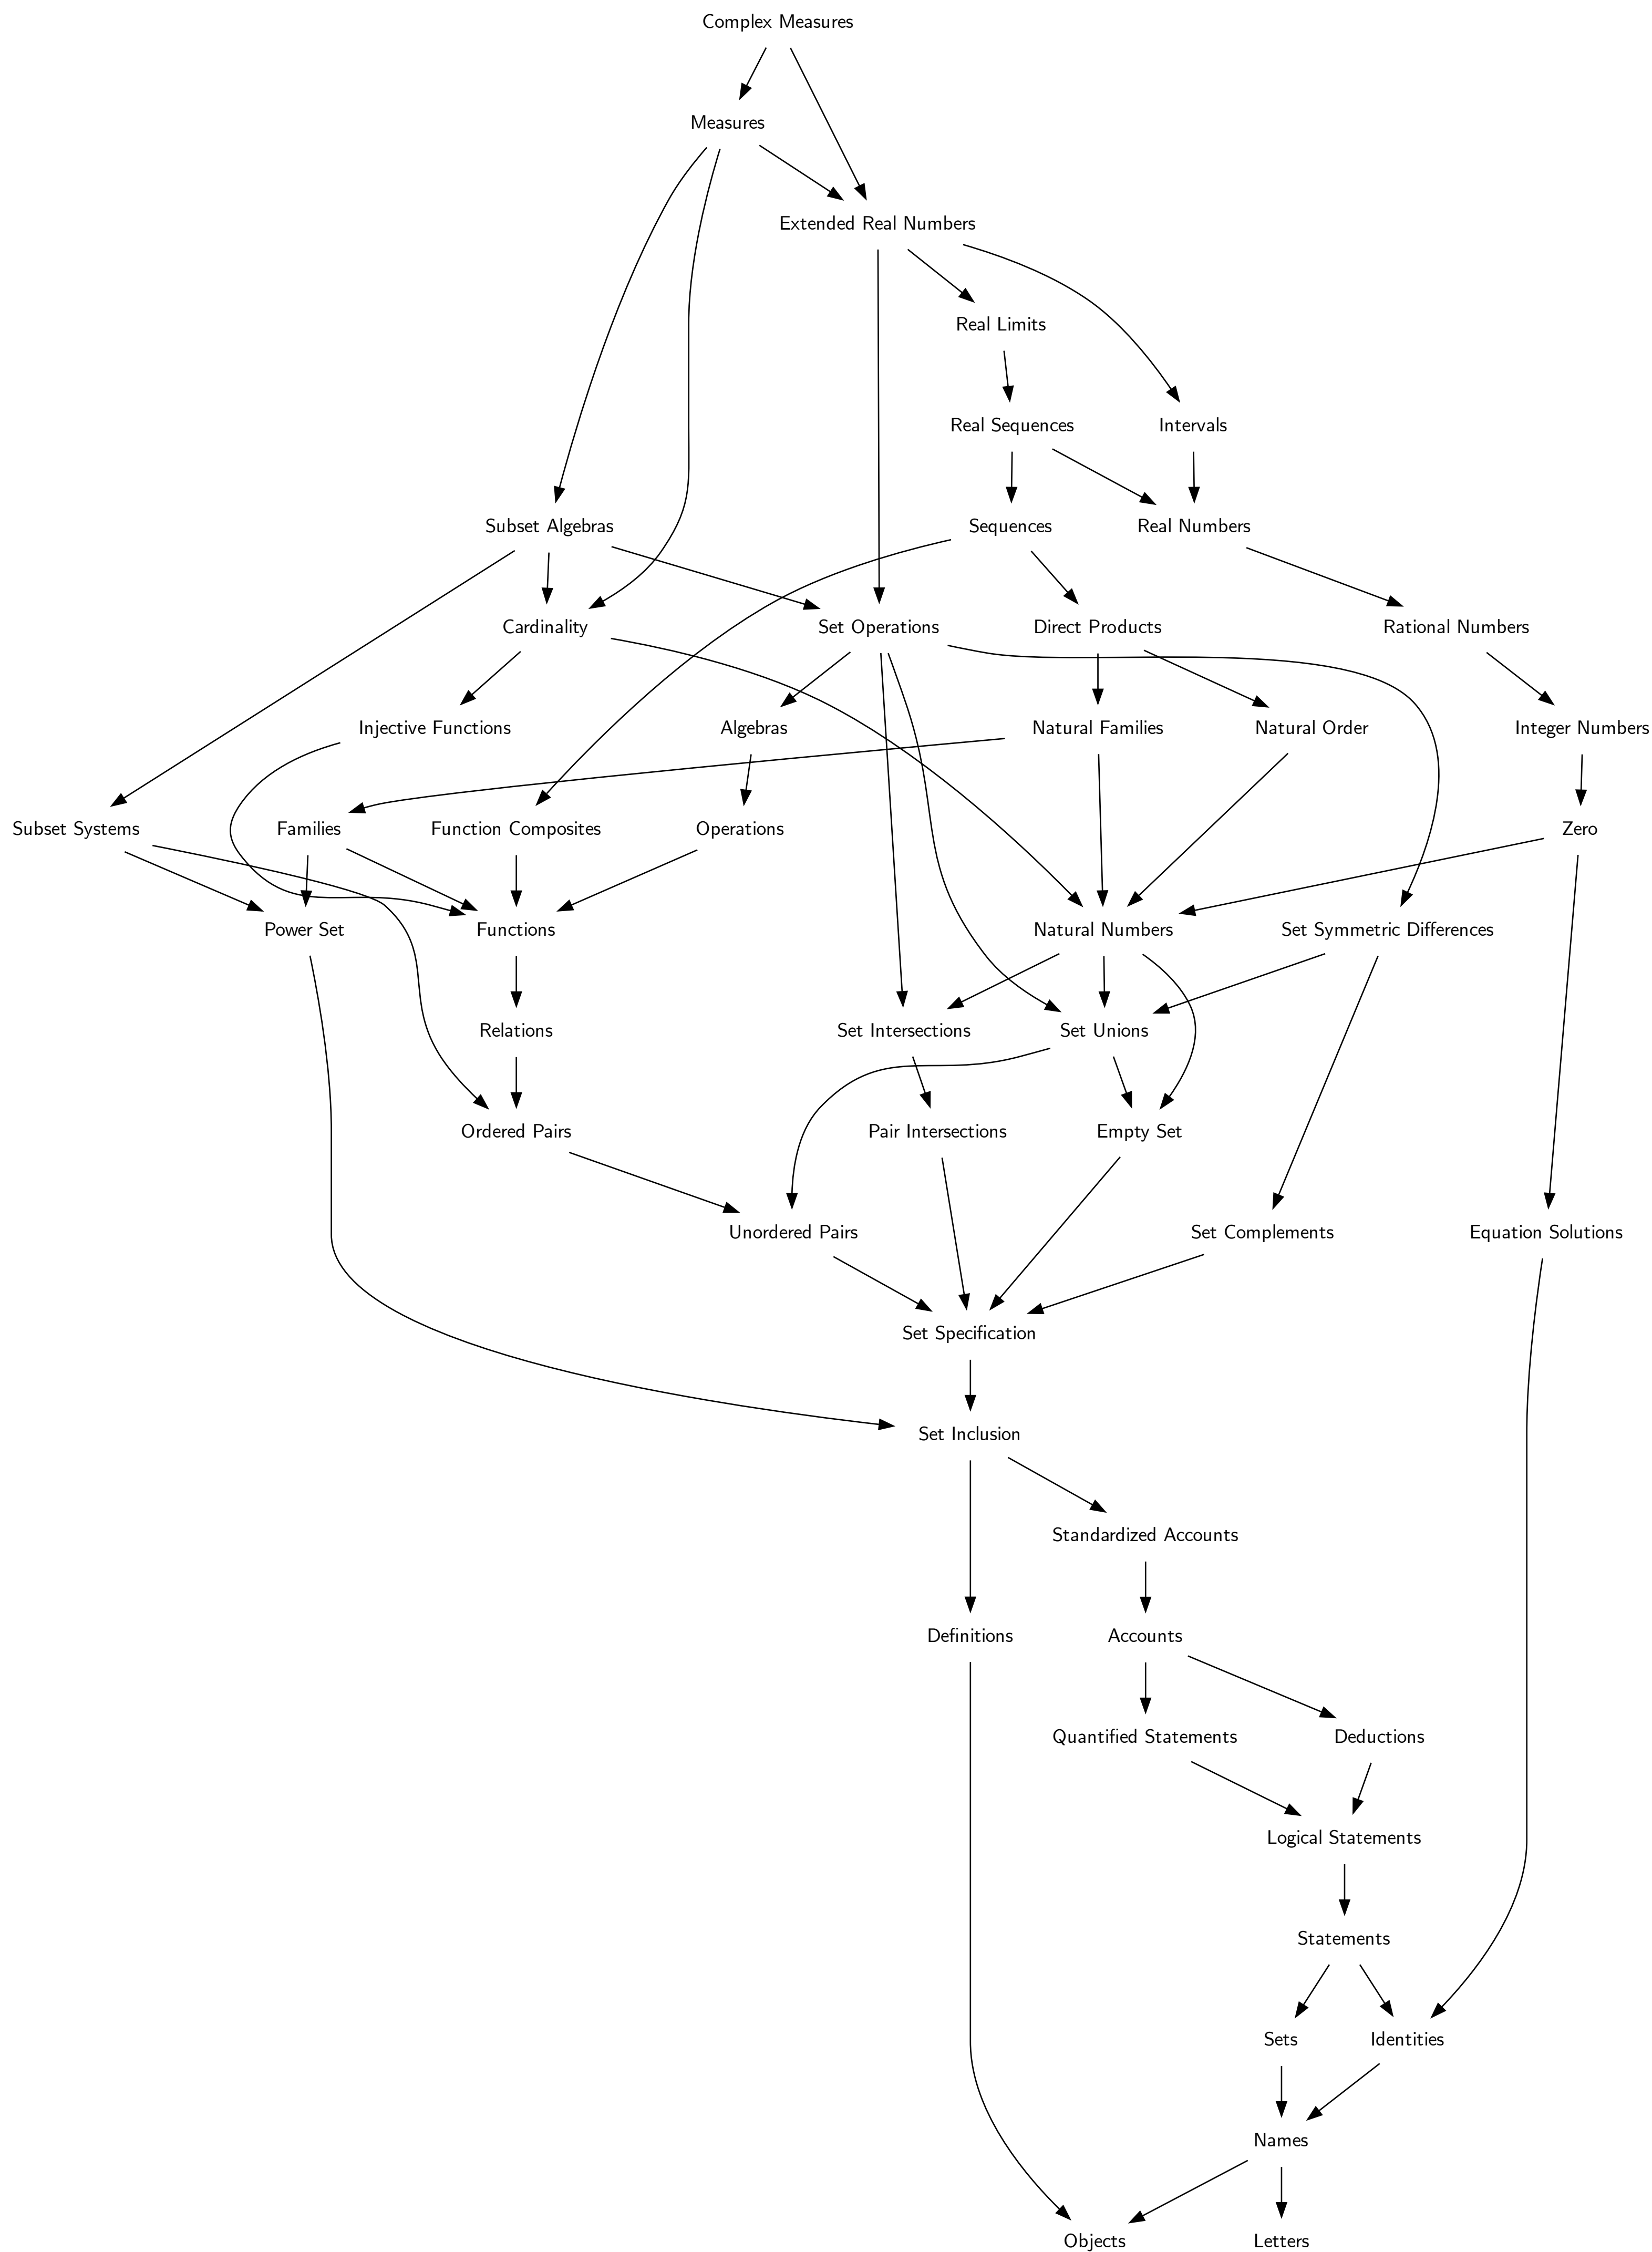 Complex Measures
Measures
Extended Real Numbers
Real Limits
Real Sequences
Intervals
Subset Algebras
Sequences
Real Numbers
Cardinality
Set Operations
Direct Products
Rational Numbers
Injective Functions
Algebras
Natural Families
Natural Order
Integer Numbers
Subset Systems
Families
Function Composites
Operations
Zero
Power Set
Functions
Natural Numbers
Set Symmetric Differences
Relations
Set Intersections
Set Unions
Ordered Pairs
Pair Intersections
Empty Set
Unordered Pairs
Set Complements
Equation Solutions
Set Specification
Set Inclusion
Standardized Accounts
Definitions
Accounts
Quantified Statements
Deductions
Logical Statements
Statements
Sets
Identities
Names
Objects
Letters